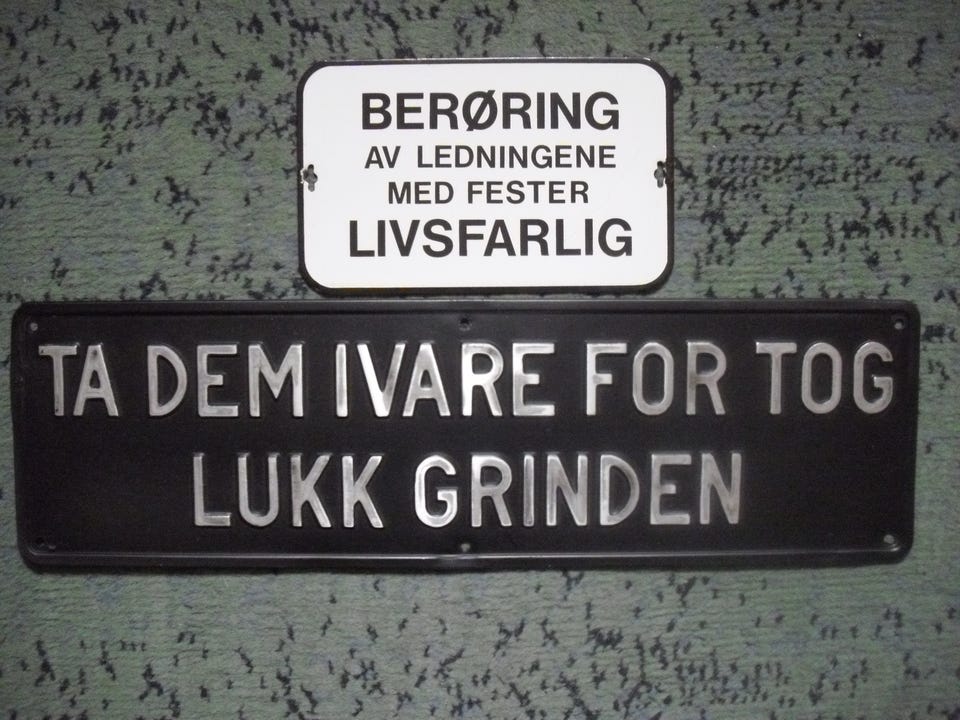 BERØRING
AV LEDNINGENE
MED FESTER
LIVSFARLIG
TA DEM IVARE FOR TOG
LUKK GRINDEN